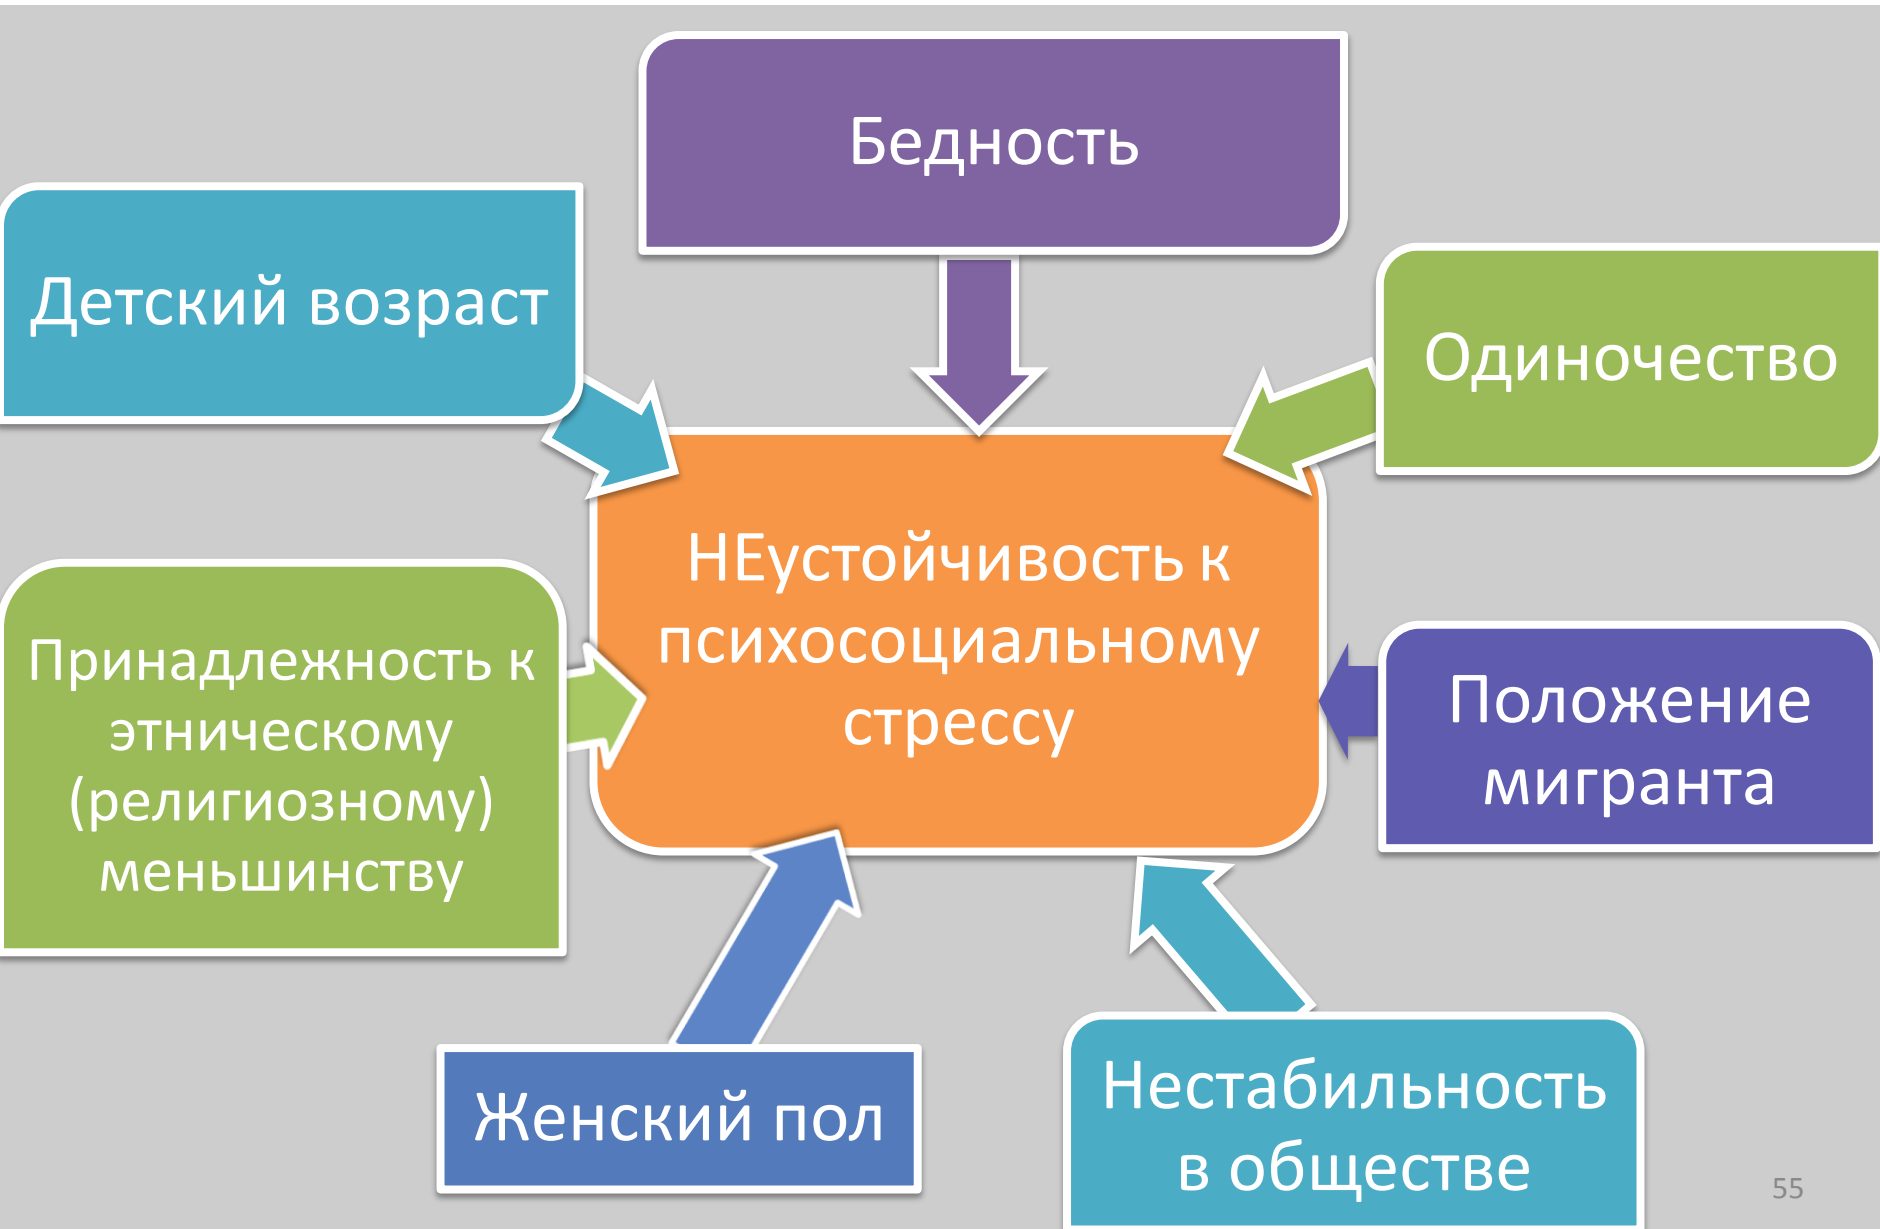 Бедность
Детский возраст
Одиночество
НЕустойчивость к
психосоциальному
стрессу
Принадлежность к
этническому
(религиозному)
меньшинству
Положение
мигранта
Женский пол
Нестабильность
в обществе
55